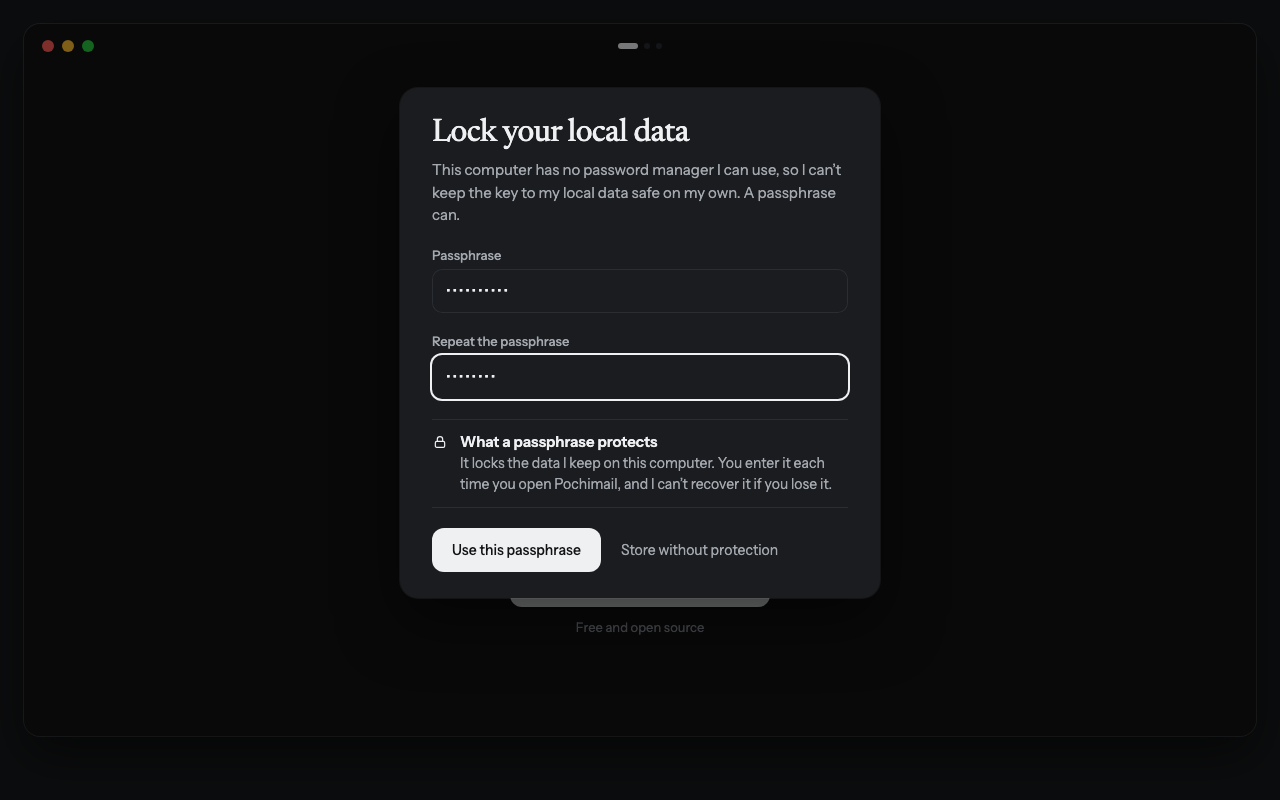 Lock your local data
This computer has no password manager I can use, so I can’t
keep the key to my local data safe on my own. A passphrase
can.
Passphrase
••••••••••
Repeat the passphrase
••••••••
What a passphrase protects
It locks the data I keep on this computer. You enter it each
time you open Pochimail, and I can’t recover it if you lose it.
Use this passphrase
Store without protection
Free and open source